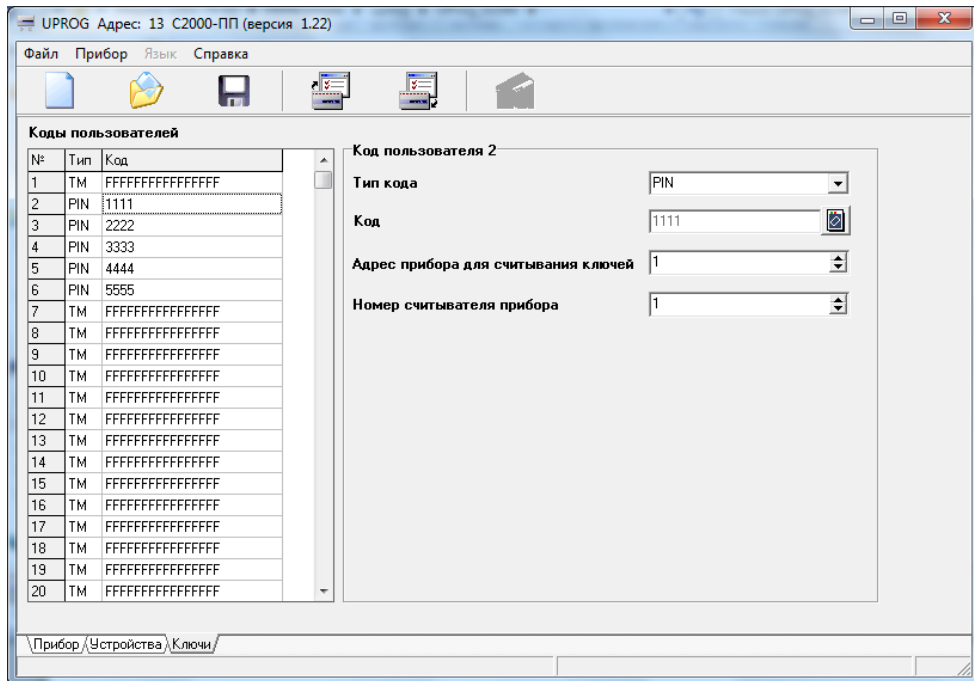 UPROG Адрес: 13 С2000-ПП (версия 1.22)
Файл Прибор Язык Справка
Коды пользователей
№ Тип Код
1 TM FFFFFFFFFFFFFFFF
2 PIN 1111
3 PIN 2222
4 PIN 3333
5 PIN 4444
6 PIN 5555
7 TM FFFFFFFFFFFFFFFF
8 TM FFFFFFFFFFFFFFFF
9 TM FFFFFFFFFFFFFFFF
10 TM FFFFFFFFFFFFFFFF
11 TM FFFFFFFFFFFFFFFF
12 TM FFFFFFFFFFFFFFFF
13 TM FFFFFFFFFFFFFFFF
14 TM FFFFFFFFFFFFFFFF
15 TM FFFFFFFFFFFFFFFF
16 TM FFFFFFFFFFFFFFFF
17 TM FFFFFFFFFFFFFFFF
18 TM FFFFFFFFFFFFFFFF
19 TM FFFFFFFFFFFFFFFF
20 TM FFFFFFFFFFFFFFFF
Код пользователя 2
Тип кода PIN
Код 1111
Адрес прибора для считывания ключей 1
Номер считывателя прибора 1
Прибор Устройства Ключи